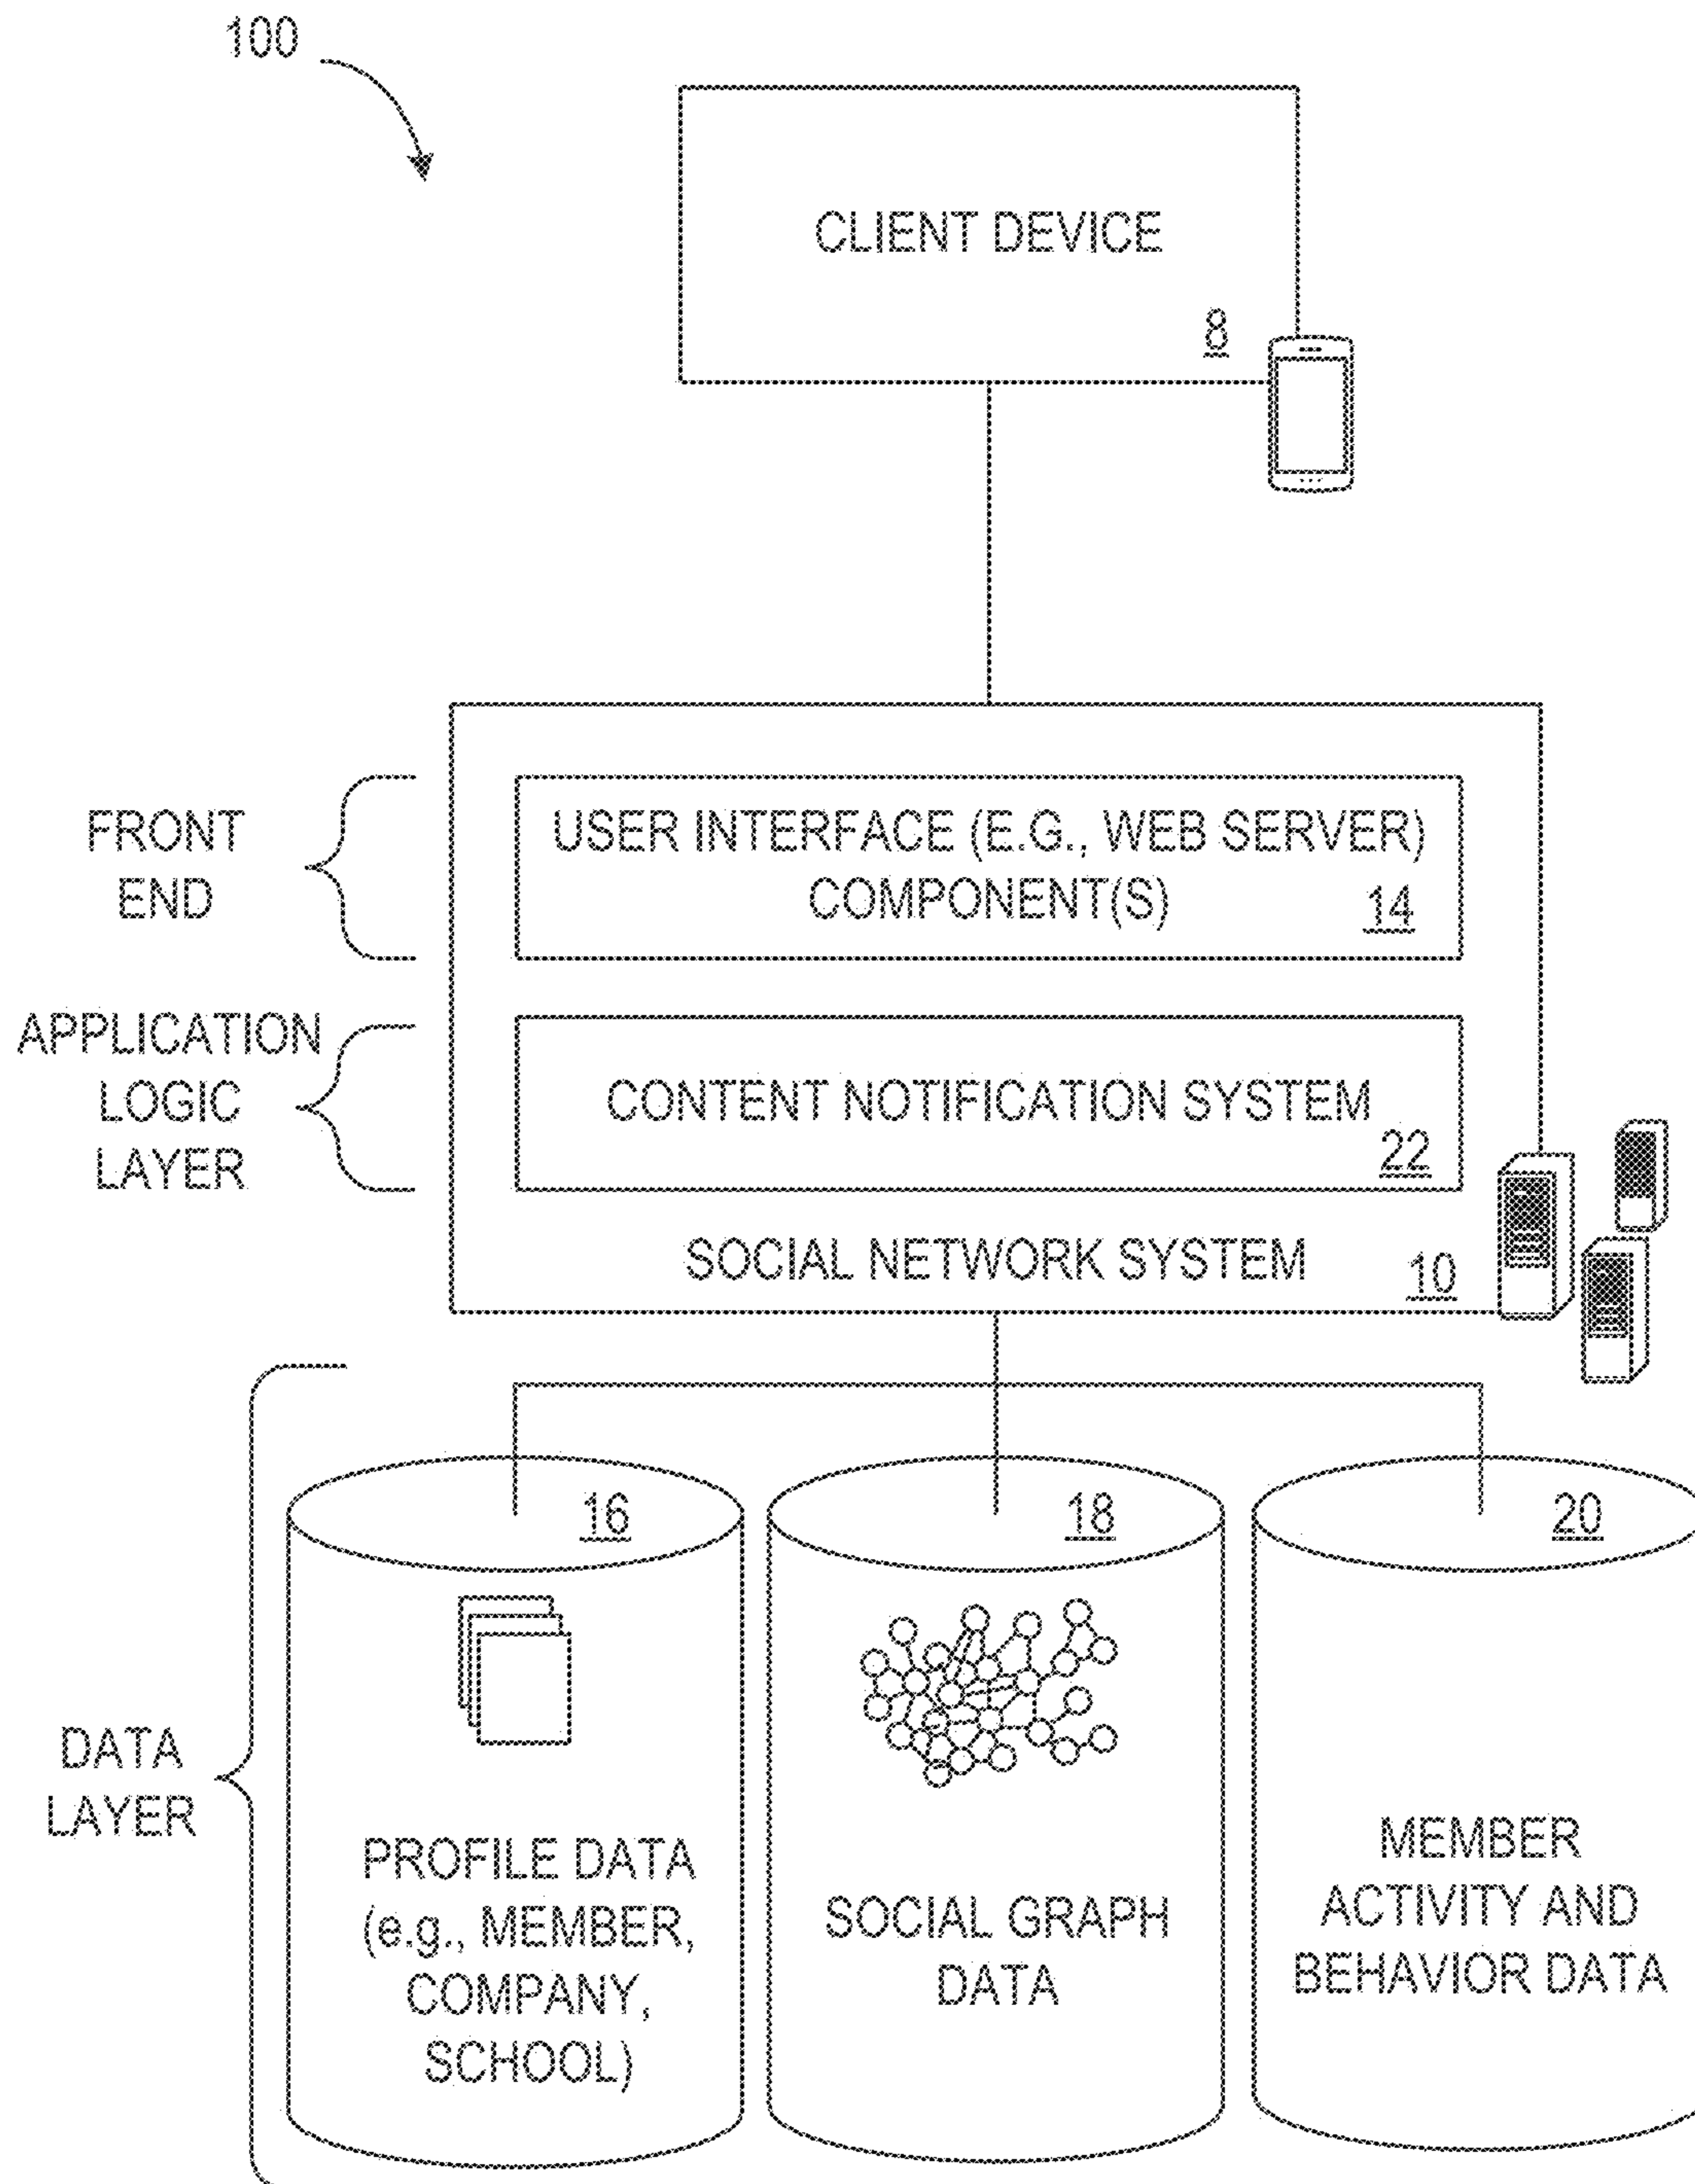 100
CLIENT DEVICE
8
FRONT
END
USER INTERFACE (E.G., WEB SERVER)
COMPONENT(S)
14
APPLICATION
LOGIC
LAYER
CONTENT NOTIFICATION SYSTEM
22
SOCIAL NETWORK SYSTEM
10
DATA
LAYER
16
PROFILE DATA
(e.g., MEMBER,
COMPANY,
SCHOOL)
18
SOCIAL GRAPH
DATA
20
MEMBER
ACTIVITY AND
BEHAVIOR DATA